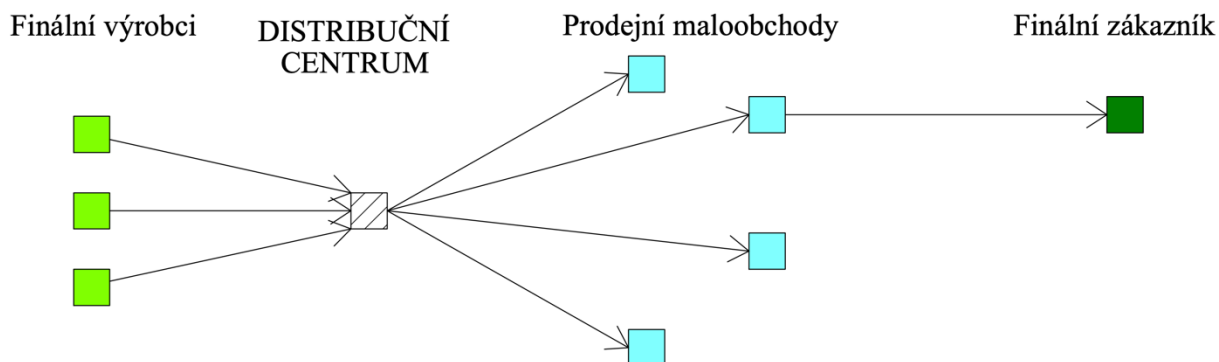 Finální výrobci
DISTRIBUČNÍ
CENTRUM
Prodejní maloobchody
Finální zákazník